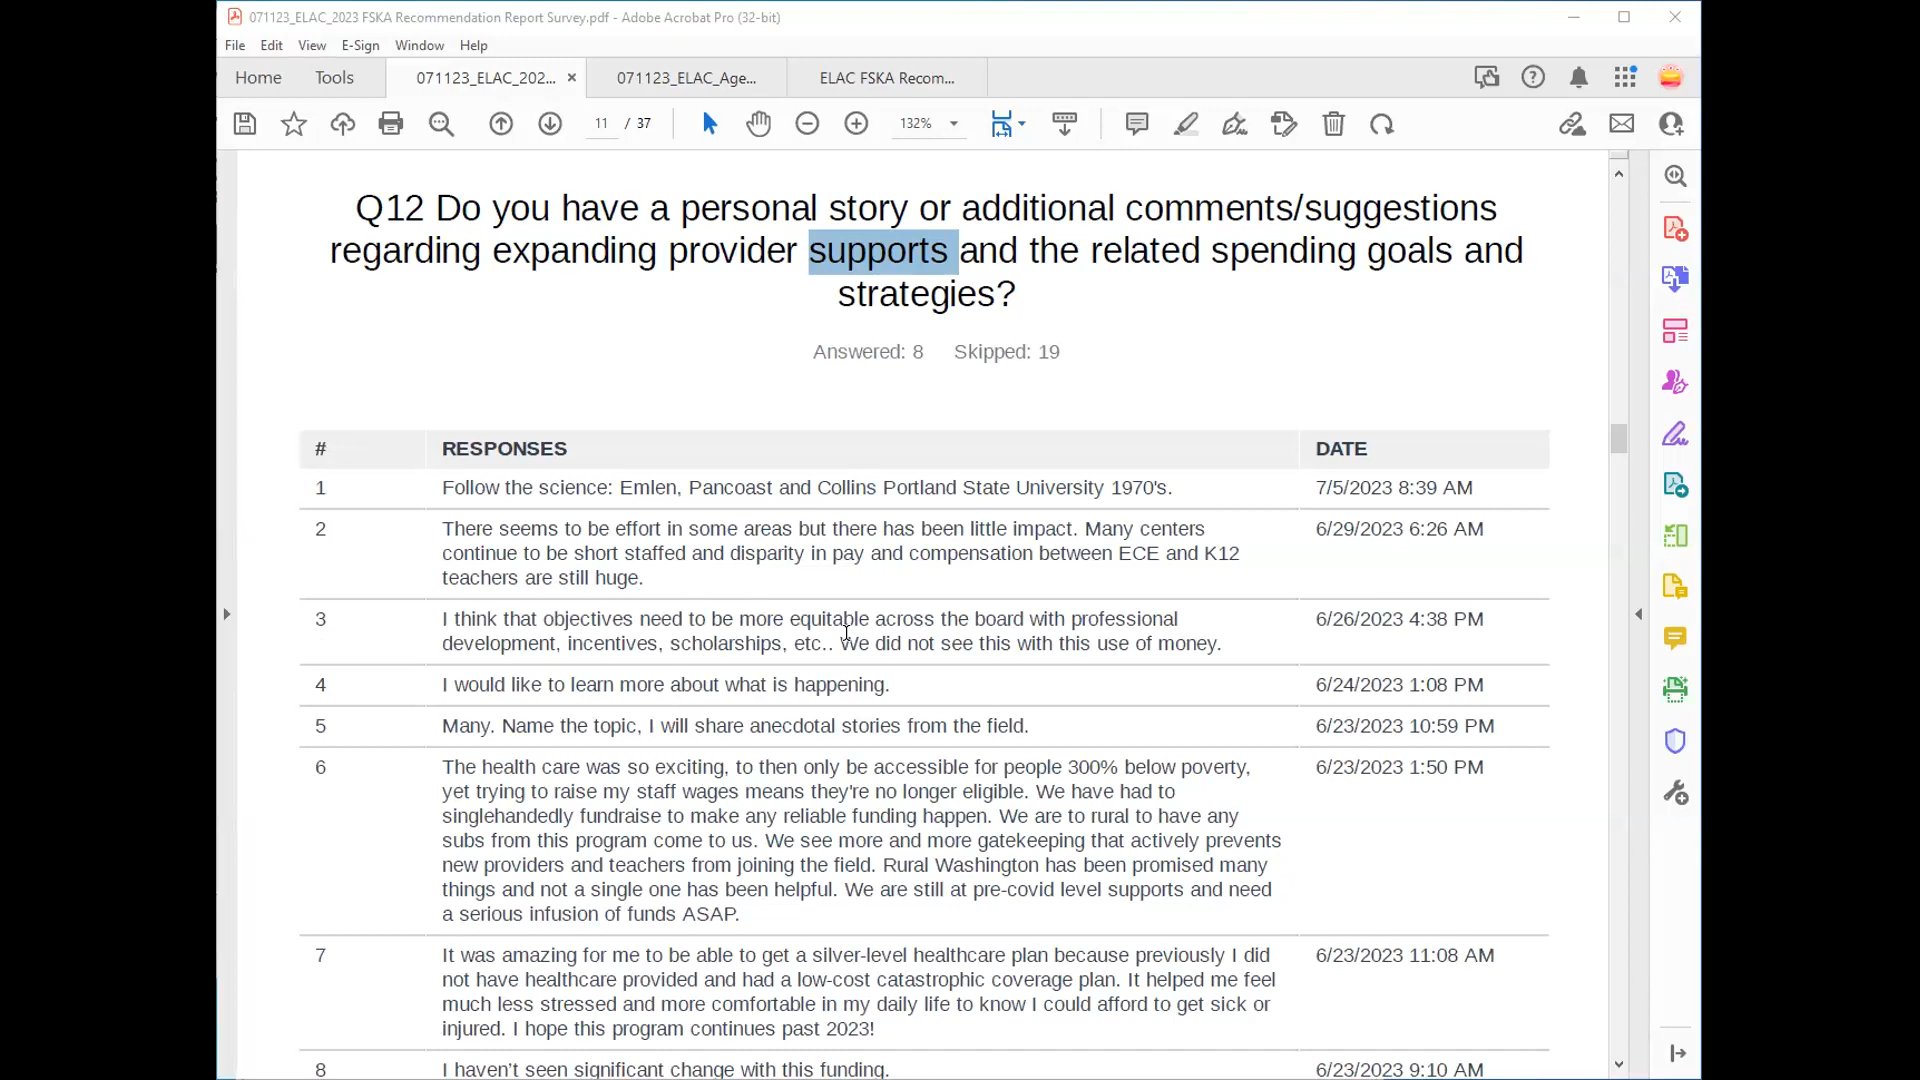 071123_ELAC_2023 FSKA Recommendation Report Survey.pdf - Adobe Acrobat Pro (32-bit)
File Edit View E-Sign Window Help
Home Tools 071123_ELAC_202... × 071123_ELAC_Age... ELAC FSKA Recom...
11 / 37 132%
Q12 Do you have a personal story or additional comments/suggestions
regarding expanding provider supports and the related spending goals and
strategies?
Answered: 8 Skipped: 19
# RESPONSES DATE
1 Follow the science: Emlen, Pancoast and Collins Portland State University 1970's. 7/5/2023 8:39 AM
2 There seems to be effort in some areas but there has been little impact. Many centers 6/29/2023 6:26 AM
continue to be short staffed and disparity in pay and compensation between ECE and K12
teachers are still huge.
3 I think that objectives need to be more equitable across the board with professional 6/26/2023 4:38 PM
development, incentives, scholarships, etc.. We did not see this with this use of money.
4 I would like to learn more about what is happening. 6/24/2023 1:08 PM
5 Many. Name the topic, I will share anecdotal stories from the field. 6/23/2023 10:59 PM
6 The health care was so exciting, to then only be accessible for people 300% below poverty, 6/23/2023 1:50 PM
yet trying to raise my staff wages means they're no longer eligible. We have had to
singlehandedly fundraise to make any reliable funding happen. We are to rural to have any
subs from this program come to us. We see more and more gatekeeping that actively prevents
new providers and teachers from joining the field. Rural Washington has been promised many
things and not a single one has been helpful. We are still at pre-covid level supports and need
a serious infusion of funds ASAP.
7 It was amazing for me to be able to get a silver-level healthcare plan because previously I did 6/23/2023 11:08 AM
not have healthcare provided and had a low-cost catastrophic coverage plan. It helped me feel
much less stressed and more comfortable in my daily life to know I could afford to get sick or
injured. I hope this program continues past 2023!
8 I haven't seen significant change with this funding. 6/23/2023 9:10 AM